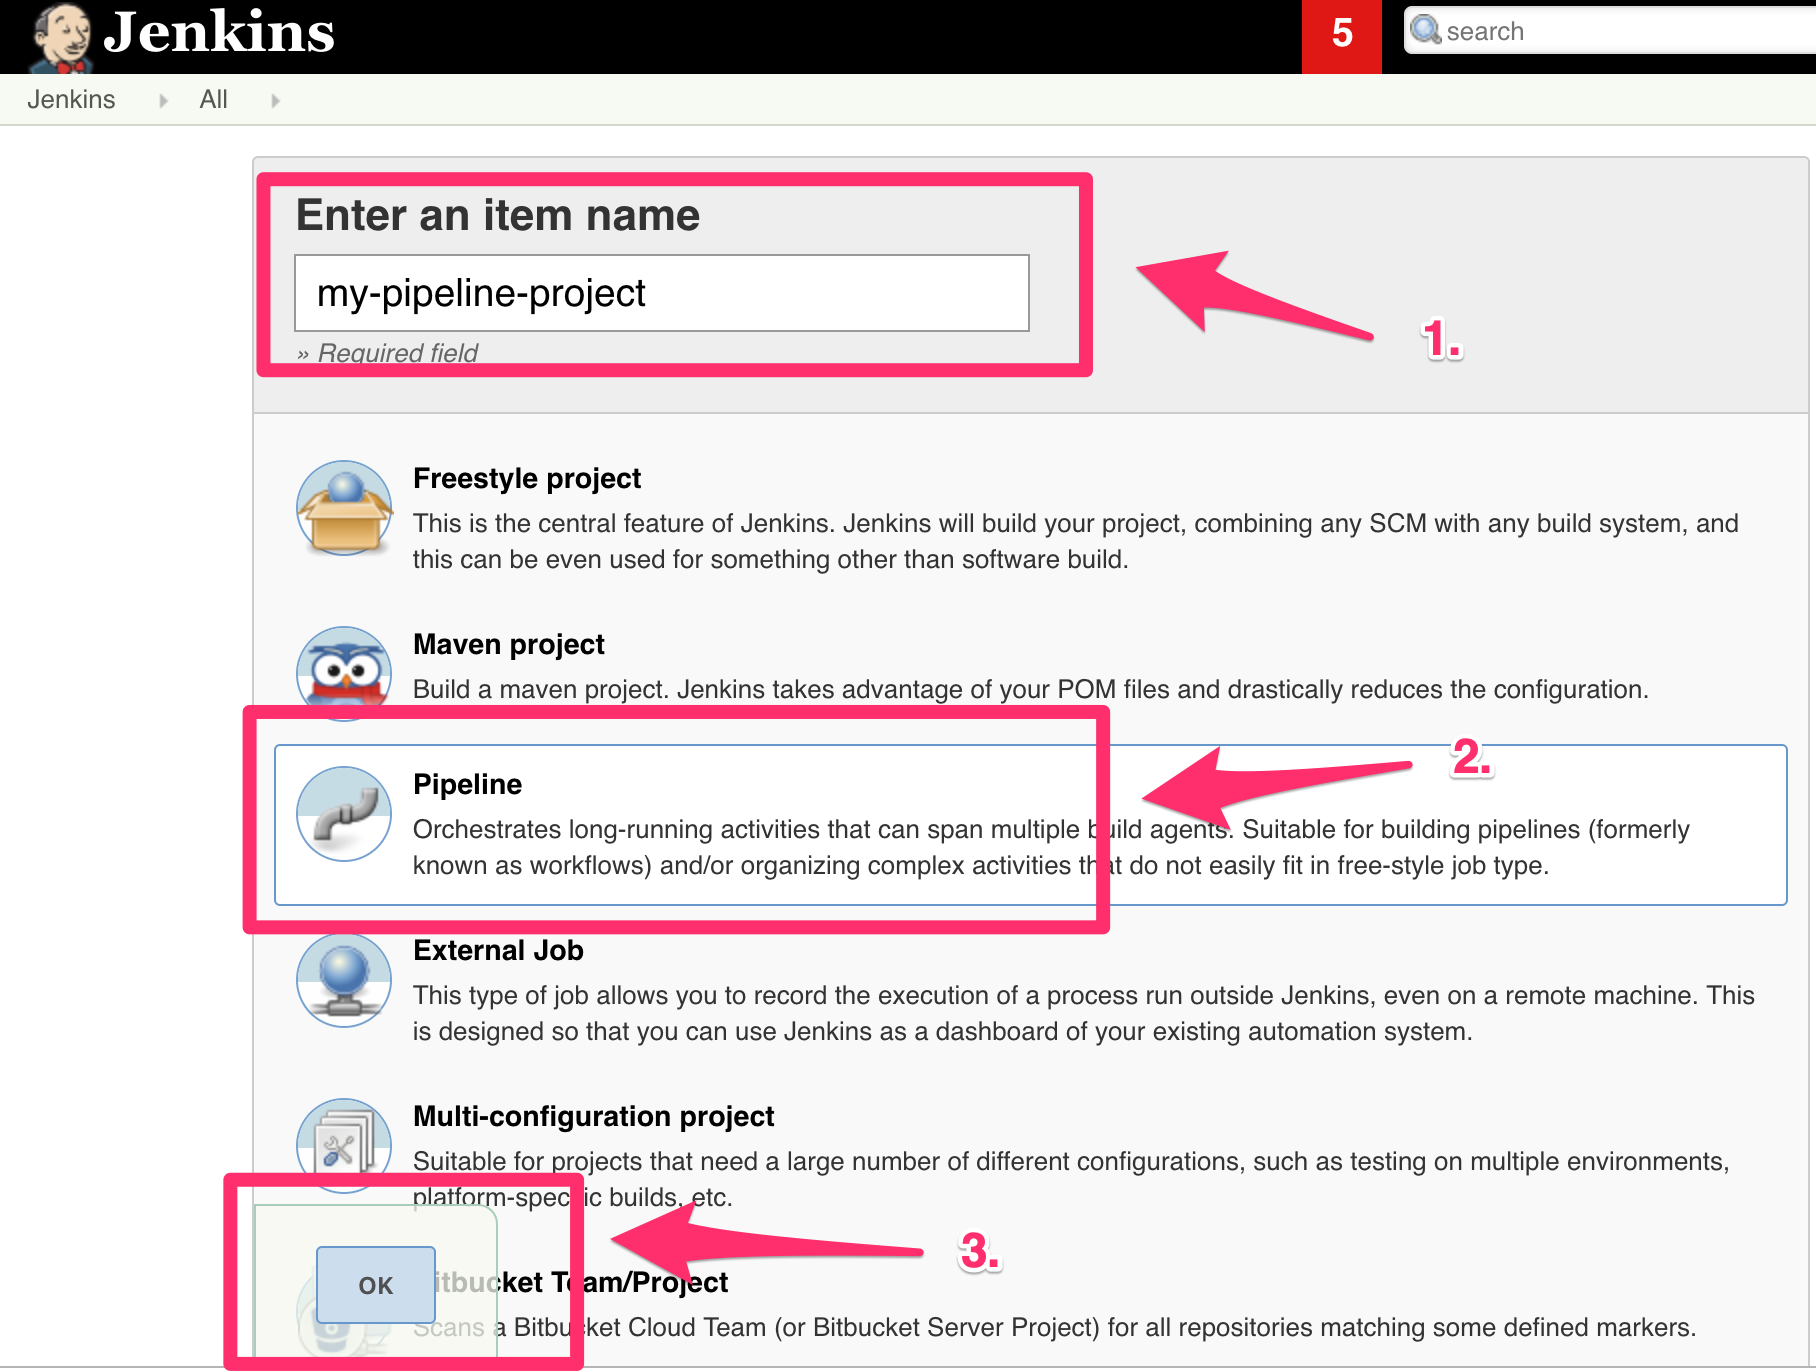 Jenkins
5
search
Jenkins
All
Enter an item name
my-pipeline-project
» Required field
1.
Freestyle project
This is the central feature of Jenkins. Jenkins will build your project, combining any SCM with any build system, and
this can be even used for something other than software build.
Maven project
Build a maven project. Jenkins takes advantage of your POM files and drastically reduces the configuration.
2.
Pipeline
Orchestrates long-running activities that can span multiple build agents. Suitable for building pipelines (formerly
known as workflows) and/or organizing complex activities that do not easily fit in free-style job type.
External Job
This type of job allows you to record the execution of a process run outside Jenkins, even on a remote machine. This
is designed so that you can use Jenkins as a dashboard of your existing automation system.
Multi-configuration project
Suitable for projects that need a large number of different configurations, such as testing on multiple environments,
platform-specific builds, etc.
3.
OK
Bitbucket Team/Project
Scans a Bitbucket Cloud Team (or Bitbucket Server Project) for all repositories matching some defined markers.